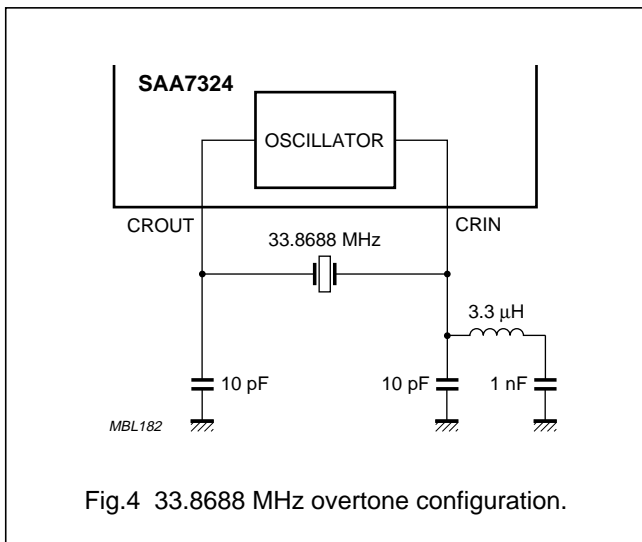 SAA7324
OSCILLATOR
CROUT
CRIN
33.8688 MHz
3.3 µH
10 pF
10 pF
1 nF
MBL182
Fig.4 33.8688 MHz overtone configuration.